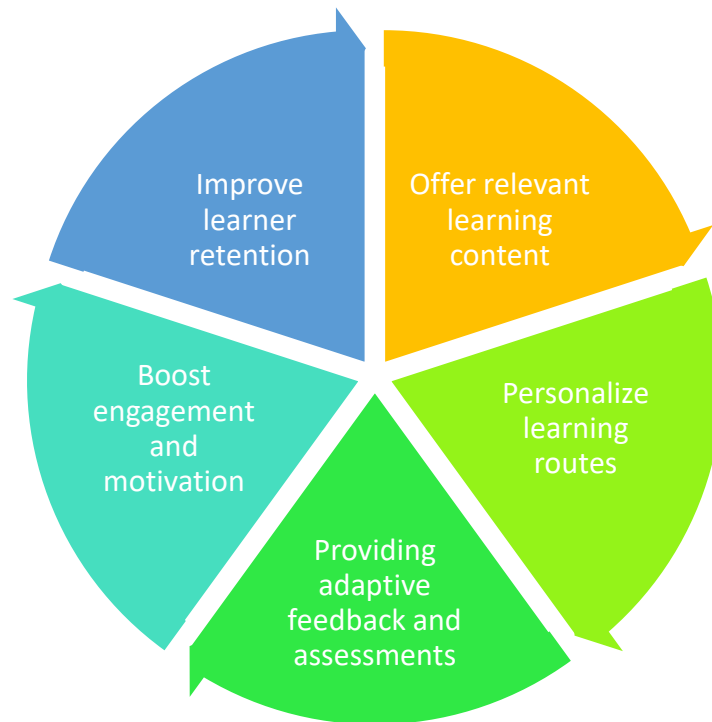 Offer relevant
learning
content
Personalize
learning
routes
Providing
adaptive
feedback and
assessments
Boost
engagement
and
motivation
Improve
learner
retention